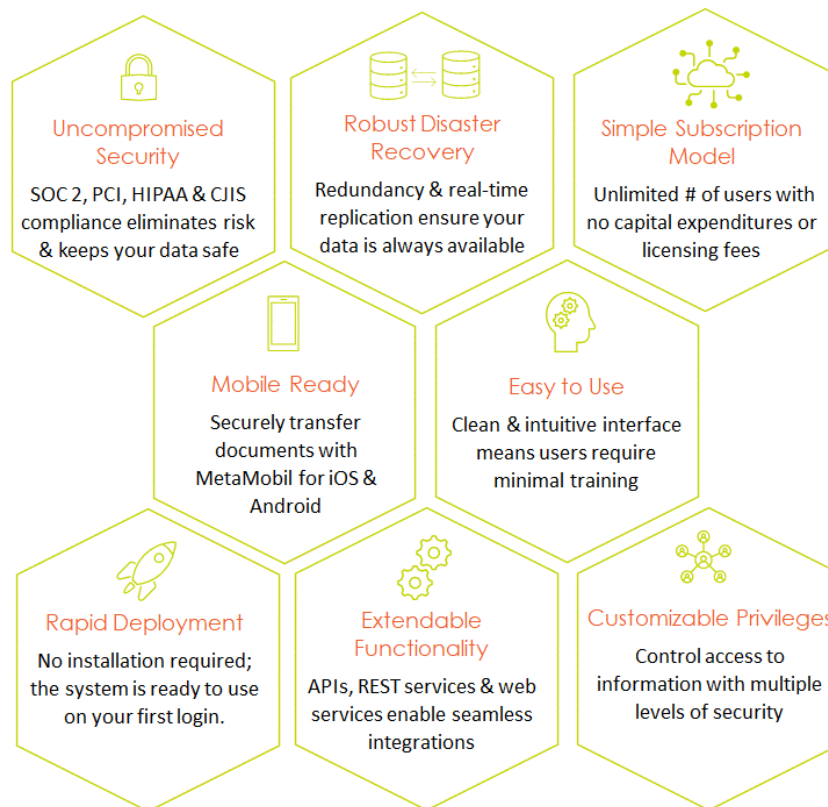 Uncompromised
Security
SOC 2, PCI, HIPAA & CJIS
compliance eliminates risk
& keeps your data safe
Robust Disaster
Recovery
Redundancy & real-time
replication ensure your
data is always available
Simple Subscription
Model
Unlimited # of users with
no capital expenditures or
licensing fees
Mobile Ready
Securely transfer
documents with
MetaMobil for iOS &
Android
Easy to Use
Clean & intuitive interface
means users require
minimal training
Rapid Deployment
No installation required;
the system is ready to use
on your first login.
Extendable
Functionality
APIs, REST services & web
services enable seamless
integrations
Customizable Privileges
Control access to
information with multiple
levels of security